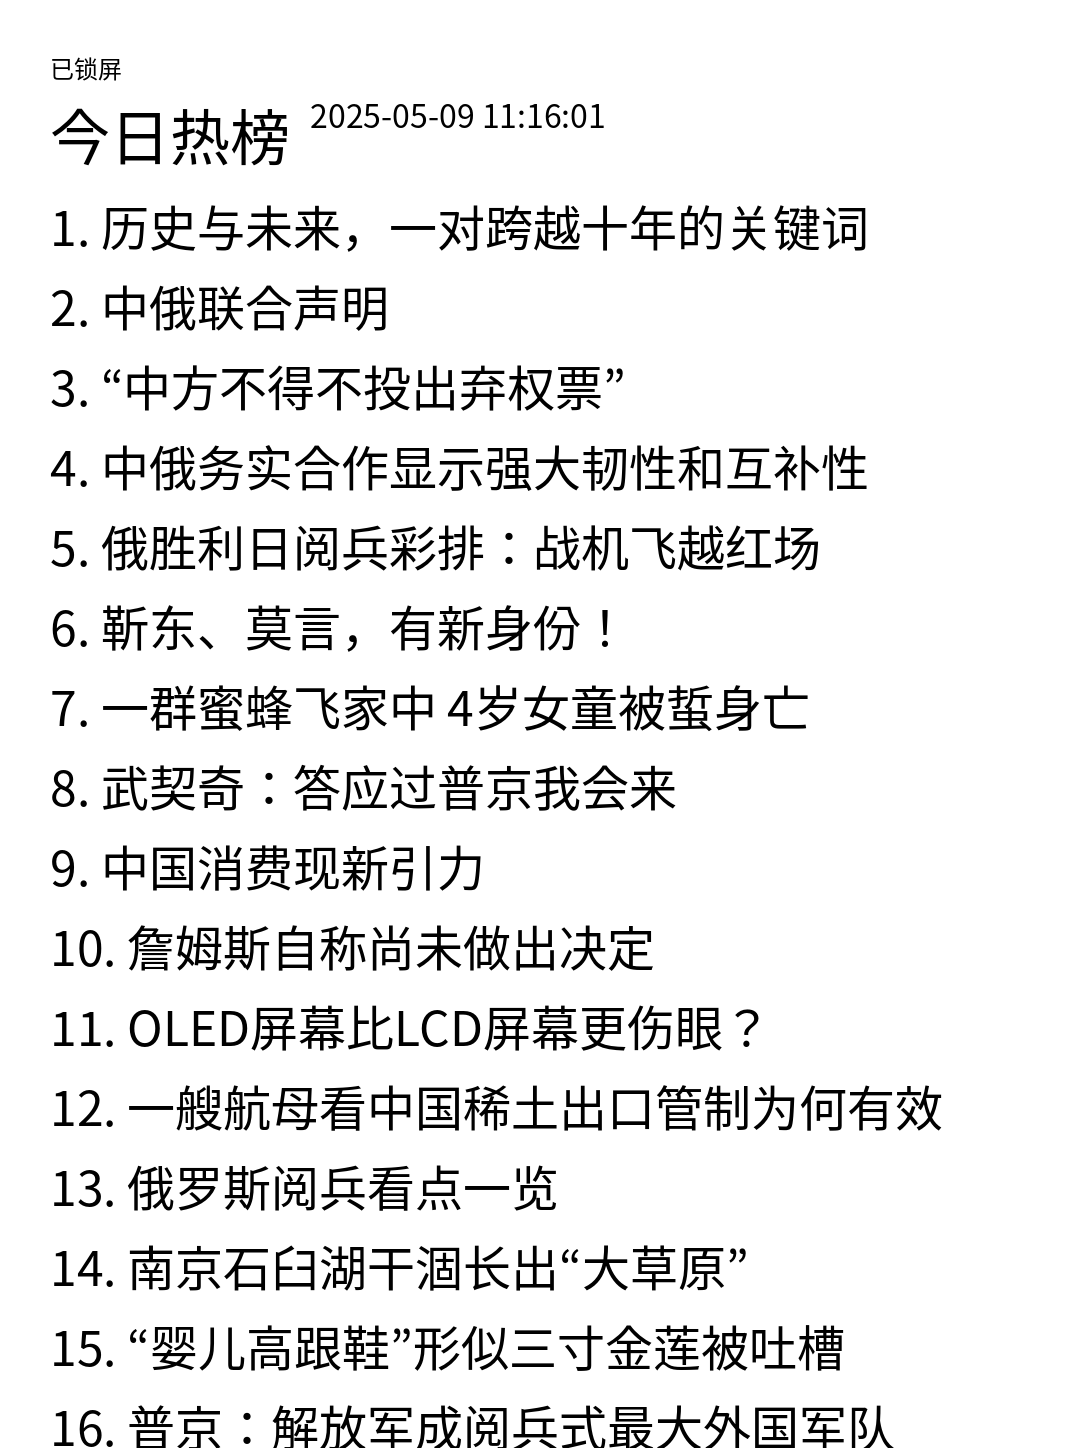 已锁屏
今日热榜 2025-05-09 11:16:01
1. 历史与未来，一对跨越十年的关键词
2. 中俄联合声明
3. “中方不得不投出弃权票”
4. 中俄务实合作显示强大韧性和互补性
5. 俄胜利日阅兵彩排：战机飞越红场
6. 靳东、莫言，有新身份！
7. 一群蜜蜂飞家中 4岁女童被蜇身亡
8. 武契奇：答应过普京我会来
9. 中国消费现新引力
10. 詹姆斯自称尚未做出决定
11. OLED屏幕比LCD屏幕更伤眼？
12. 一艘航母看中国稀土出口管制为何有效
13. 俄罗斯阅兵看点一览
14. 南京石臼湖干涸长出“大草原”
15. “婴儿高跟鞋”形似三寸金莲被吐槽
16. 普京：解放军成阅兵式最大外国军队